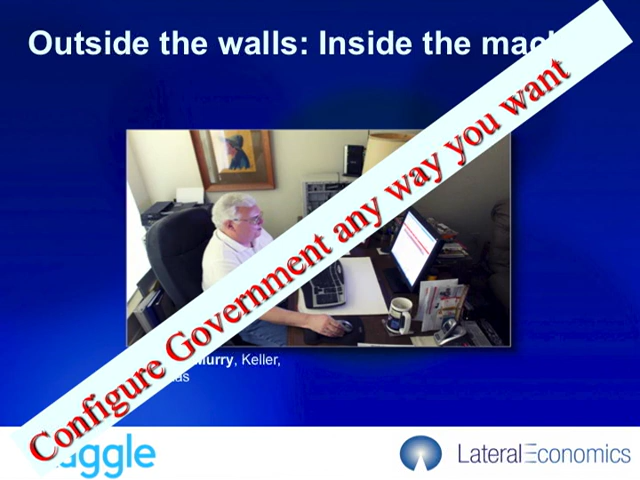 Outside the walls: Inside the mac
Configure Government any way you want
Murry, Keller,
as
aggle
LateralEconomics